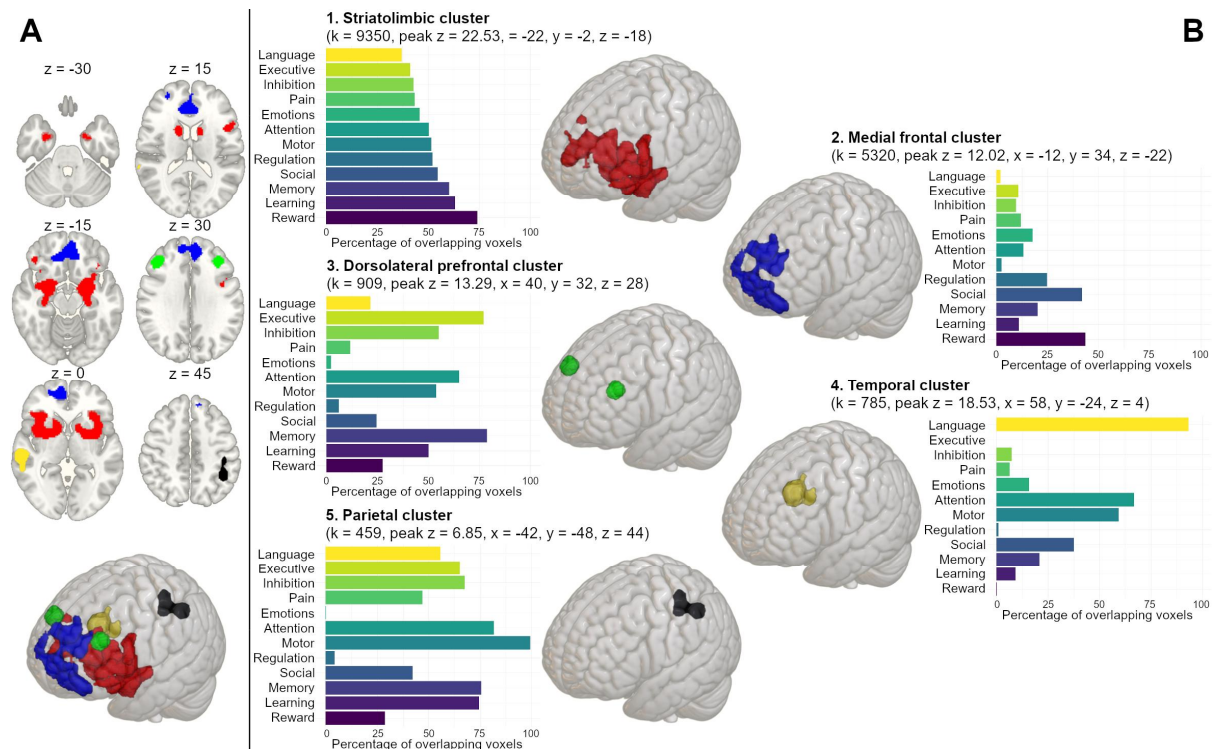 A
z = -30
z = 15
z = -15
z = 30
z = 0
z = 45
B
1. Striatolimbic cluster
(k = 9350, peak z = 22.53, = -22, y = -2, z = -18)
Language
Executive
Inhibition
Pain
Emotions
Attention
Motor
Regulation
Social
Memory
Learning
Reward
0 25 50 75 100
Percentage of overlapping voxels
2. Medial frontal cluster
(k = 5320, peak z = 12.02, x = -12, y = 34, z = -22)
Language
Executive
Inhibition
Pain
Emotions
Attention
Motor
Regulation
Social
Memory
Learning
Reward
0 25 50 75 100
Percentage of overlapping voxels
3. Dorsolateral prefrontal cluster
(k = 909, peak z = 13.29, x = 40, y = 32, z = 28)
Language
Executive
Inhibition
Pain
Emotions
Attention
Motor
Regulation
Social
Memory
Learning
Reward
0 25 50 75 100
Percentage of overlapping voxels
4. Temporal cluster
(k = 785, peak z = 18.53, x = 58, y = -24, z = 4)
Language
Executive
Inhibition
Pain
Emotions
Attention
Motor
Regulation
Social
Memory
Learning
Reward
0 25 50 75 100
Percentage of overlapping voxels
5. Parietal cluster
(k = 459, peak z = 6.85, x = -42, y = -48, z = 44)
Language
Executive
Inhibition
Pain
Emotions
Attention
Motor
Regulation
Social
Memory
Learning
Reward
0 25 50 75 100
Percentage of overlapping voxels